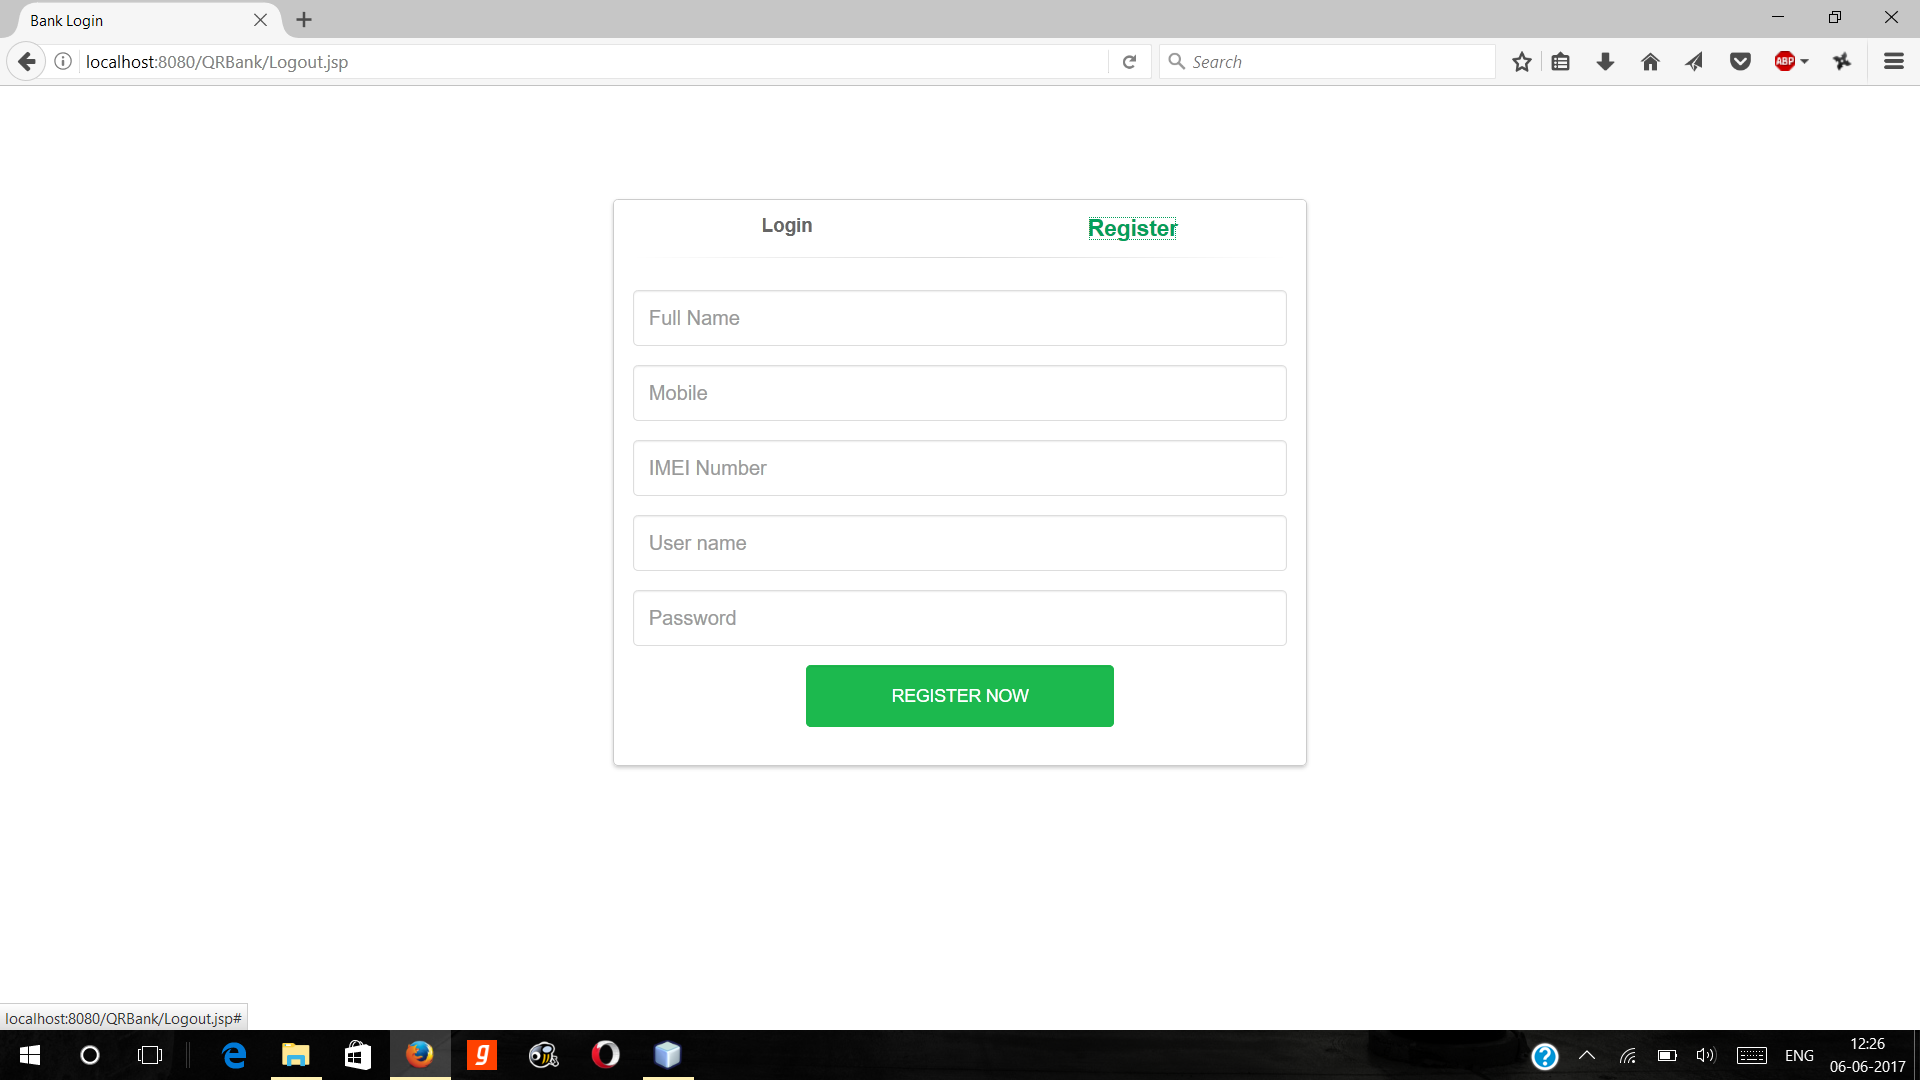 Bank Login
localhost:8080/QRBank/Logout.jsp
Search
ABP
Login
Register
Full Name
Mobile
IMEI Number
User name
Password
REGISTER NOW
localhost:8080/QRBank/Logout.jsp#
g
ENG
12:26
06-06-2017